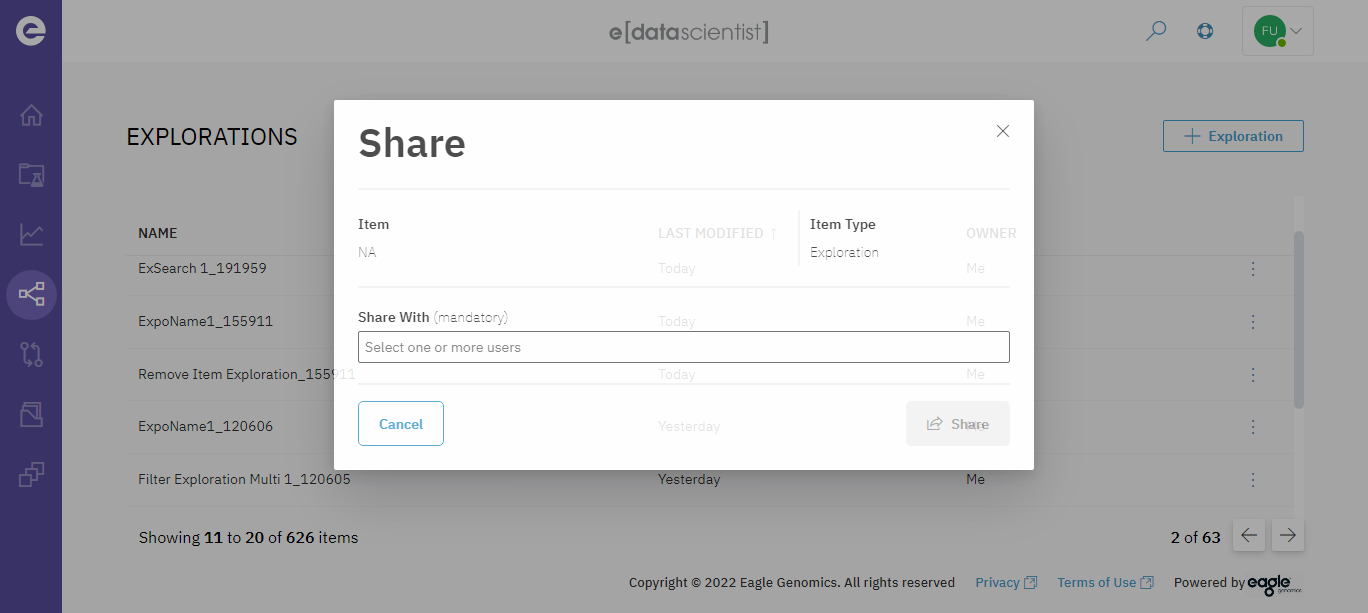 e[datascientist]
FU
EXPLORATIONS
Exploration
Share
Item
NA
Item Type
Exploration
NAME
LAST MODIFIED ↑
OWNER
ExSearch 1_191959
Today
Me
Share With (mandatory)
Select one or more users
ExpoName1_155911
Today
Me
Remove Item Exploration_155911
Today
Me
ExpoName1_120606
Yesterday
Me
Cancel
Share
Filter Exploration Multi 1_120605
Yesterday
Me
Showing 11 to 20 of 626 items
2 of 63
Copyright © 2022 Eagle Genomics. All rights reserved
Privacy
Terms of Use
Powered by eagle genomics